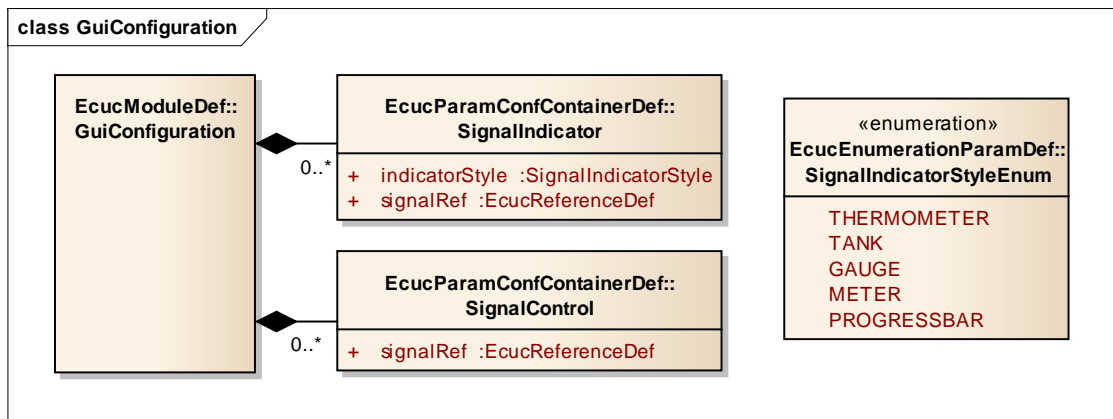 class GuiConfiguration
EcucModuleDef::
GuiConfiguration
0..*
0..*
EcucParamConfContainerDef::
SignalIndicator
+ indicatorStyle :SignalIndicatorStyle
+ signalRef :EcucReferenceDef
EcucParamConfContainerDef::
SignalControl
+ signalRef :EcucReferenceDef
«enumeration»
EcucEnumerationParamDef::
SignalIndicatorStyleEnum
THERMOMETER
TANK
GAUGE
METER
PROGRESSBAR